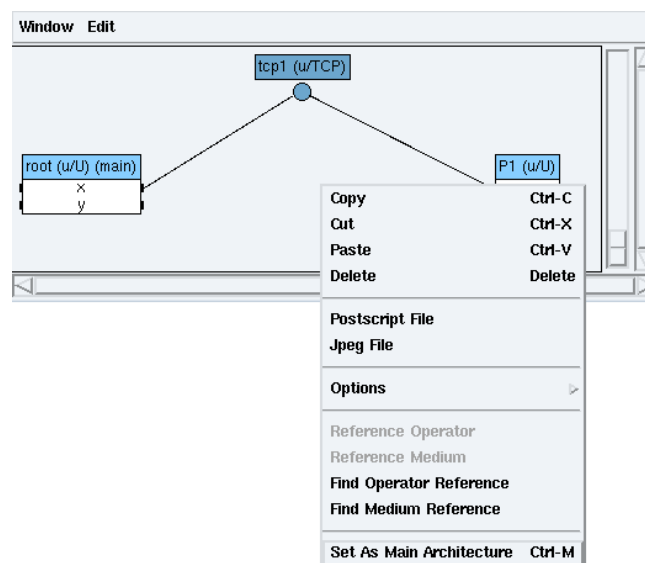 Window Edit
tcp1 (u/TCP)
root (u/U) (main)
x
y
P1 (u/U)
Copy Ctrl-C
Cut Ctrl-X
Paste Ctrl-V
Delete Delete
Postscript File
Jpeg File
Options
Reference Operator
Reference Medium
Find Operator Reference
Find Medium Reference
Set As Main Architecture Ctrl-M